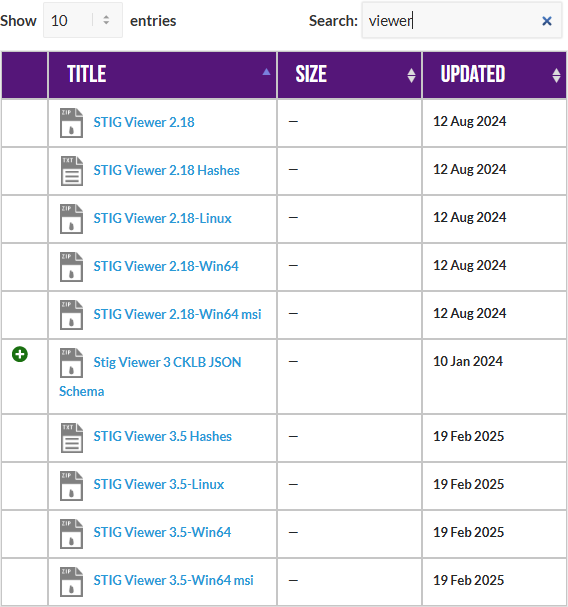 Show 10 entries Search: viewer
TITLE SIZE UPDATED
ZIP STIG Viewer 2.18 — 12 Aug 2024
TXT STIG Viewer 2.18 Hashes — 12 Aug 2024
ZIP STIG Viewer 2.18-Linux — 12 Aug 2024
ZIP STIG Viewer 2.18-Win64 — 12 Aug 2024
ZIP STIG Viewer 2.18-Win64 msi — 12 Aug 2024
ZIP Stig Viewer 3 CKLB JSON — 10 Jan 2024
Schema
TXT STIG Viewer 3.5 Hashes — 19 Feb 2025
ZIP STIG Viewer 3.5-Linux — 19 Feb 2025
ZIP STIG Viewer 3.5-Win64 — 19 Feb 2025
ZIP STIG Viewer 3.5-Win64 msi — 19 Feb 2025